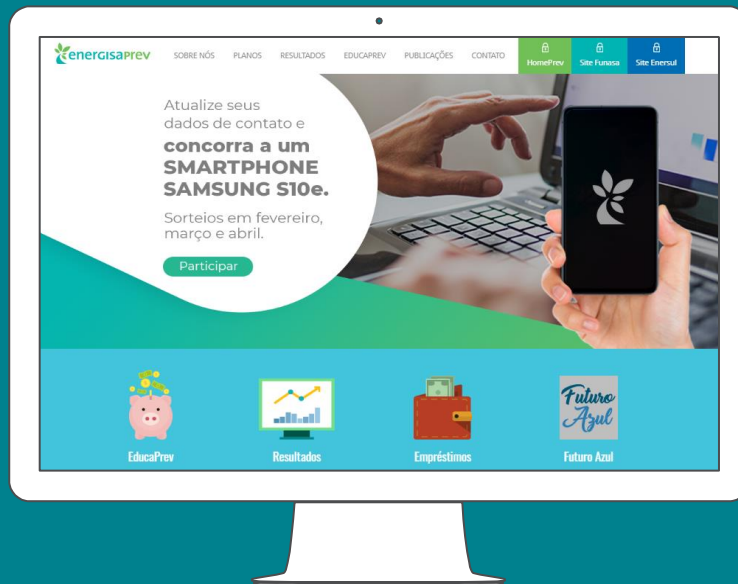 energisaprev
SOBRE NÓS PLANOS RESULTADOS EDUCAPREV PUBLICAÇÕES CONTATO
HomePrev Site Funasa Site Enersul
Atualize seus
dados de contato e
concorra a um
SMARTPHONE
SAMSUNG S10e.
Sorteios em fevereiro,
março e abril.
Participar
Futuro
Azul
EducaPrev Resultados Empréstimos Futuro Azul